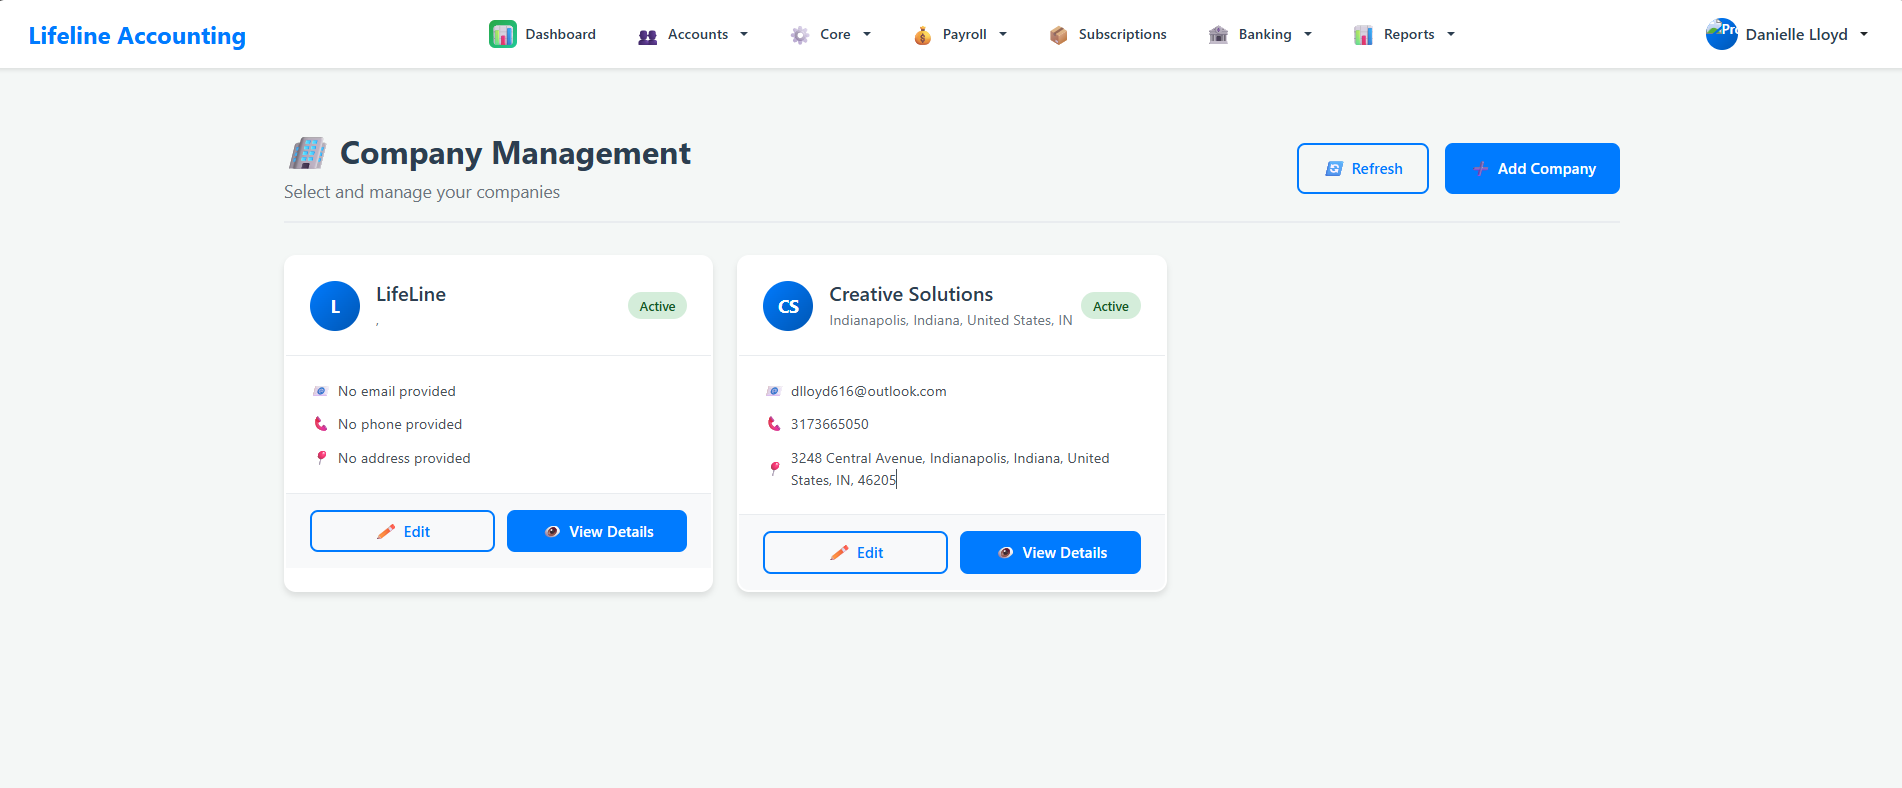 Lifeline Accounting
Dashboard
Accounts
Core
Payroll
Subscriptions
Banking
Reports
Danielle Lloyd
Company Management
Select and manage your companies
Refresh
Add Company
L
LifeLine
,
Active
No email provided
No phone provided
No address provided
Edit
View Details
CS
Creative Solutions
Indianapolis, Indiana, United States, IN
Active
dlloyd616@outlook.com
3173665050
3248 Central Avenue, Indianapolis, Indiana, United
States, IN, 46205
Edit
View Details